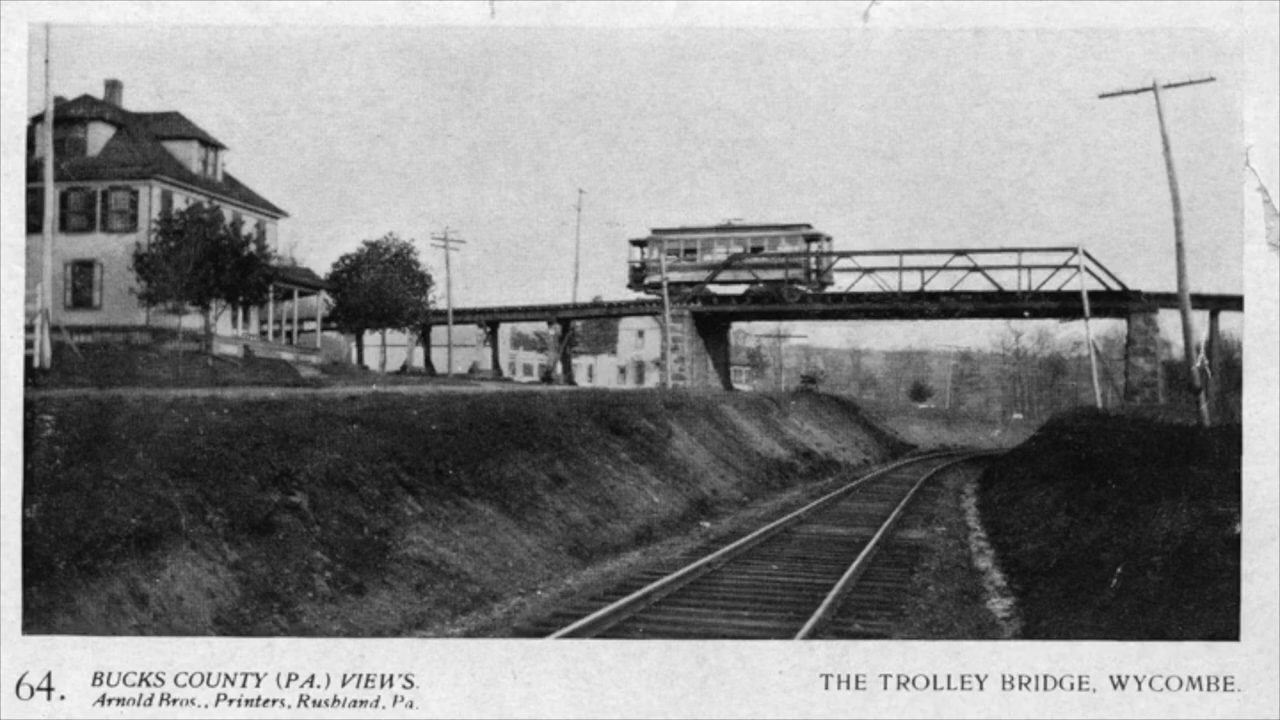 64. BUCKS COUNTY (PA.) VIEWS.
Arnold Bros., Printers, Rushland, Pa.
THE TROLLEY BRIDGE, WYCOMBE.